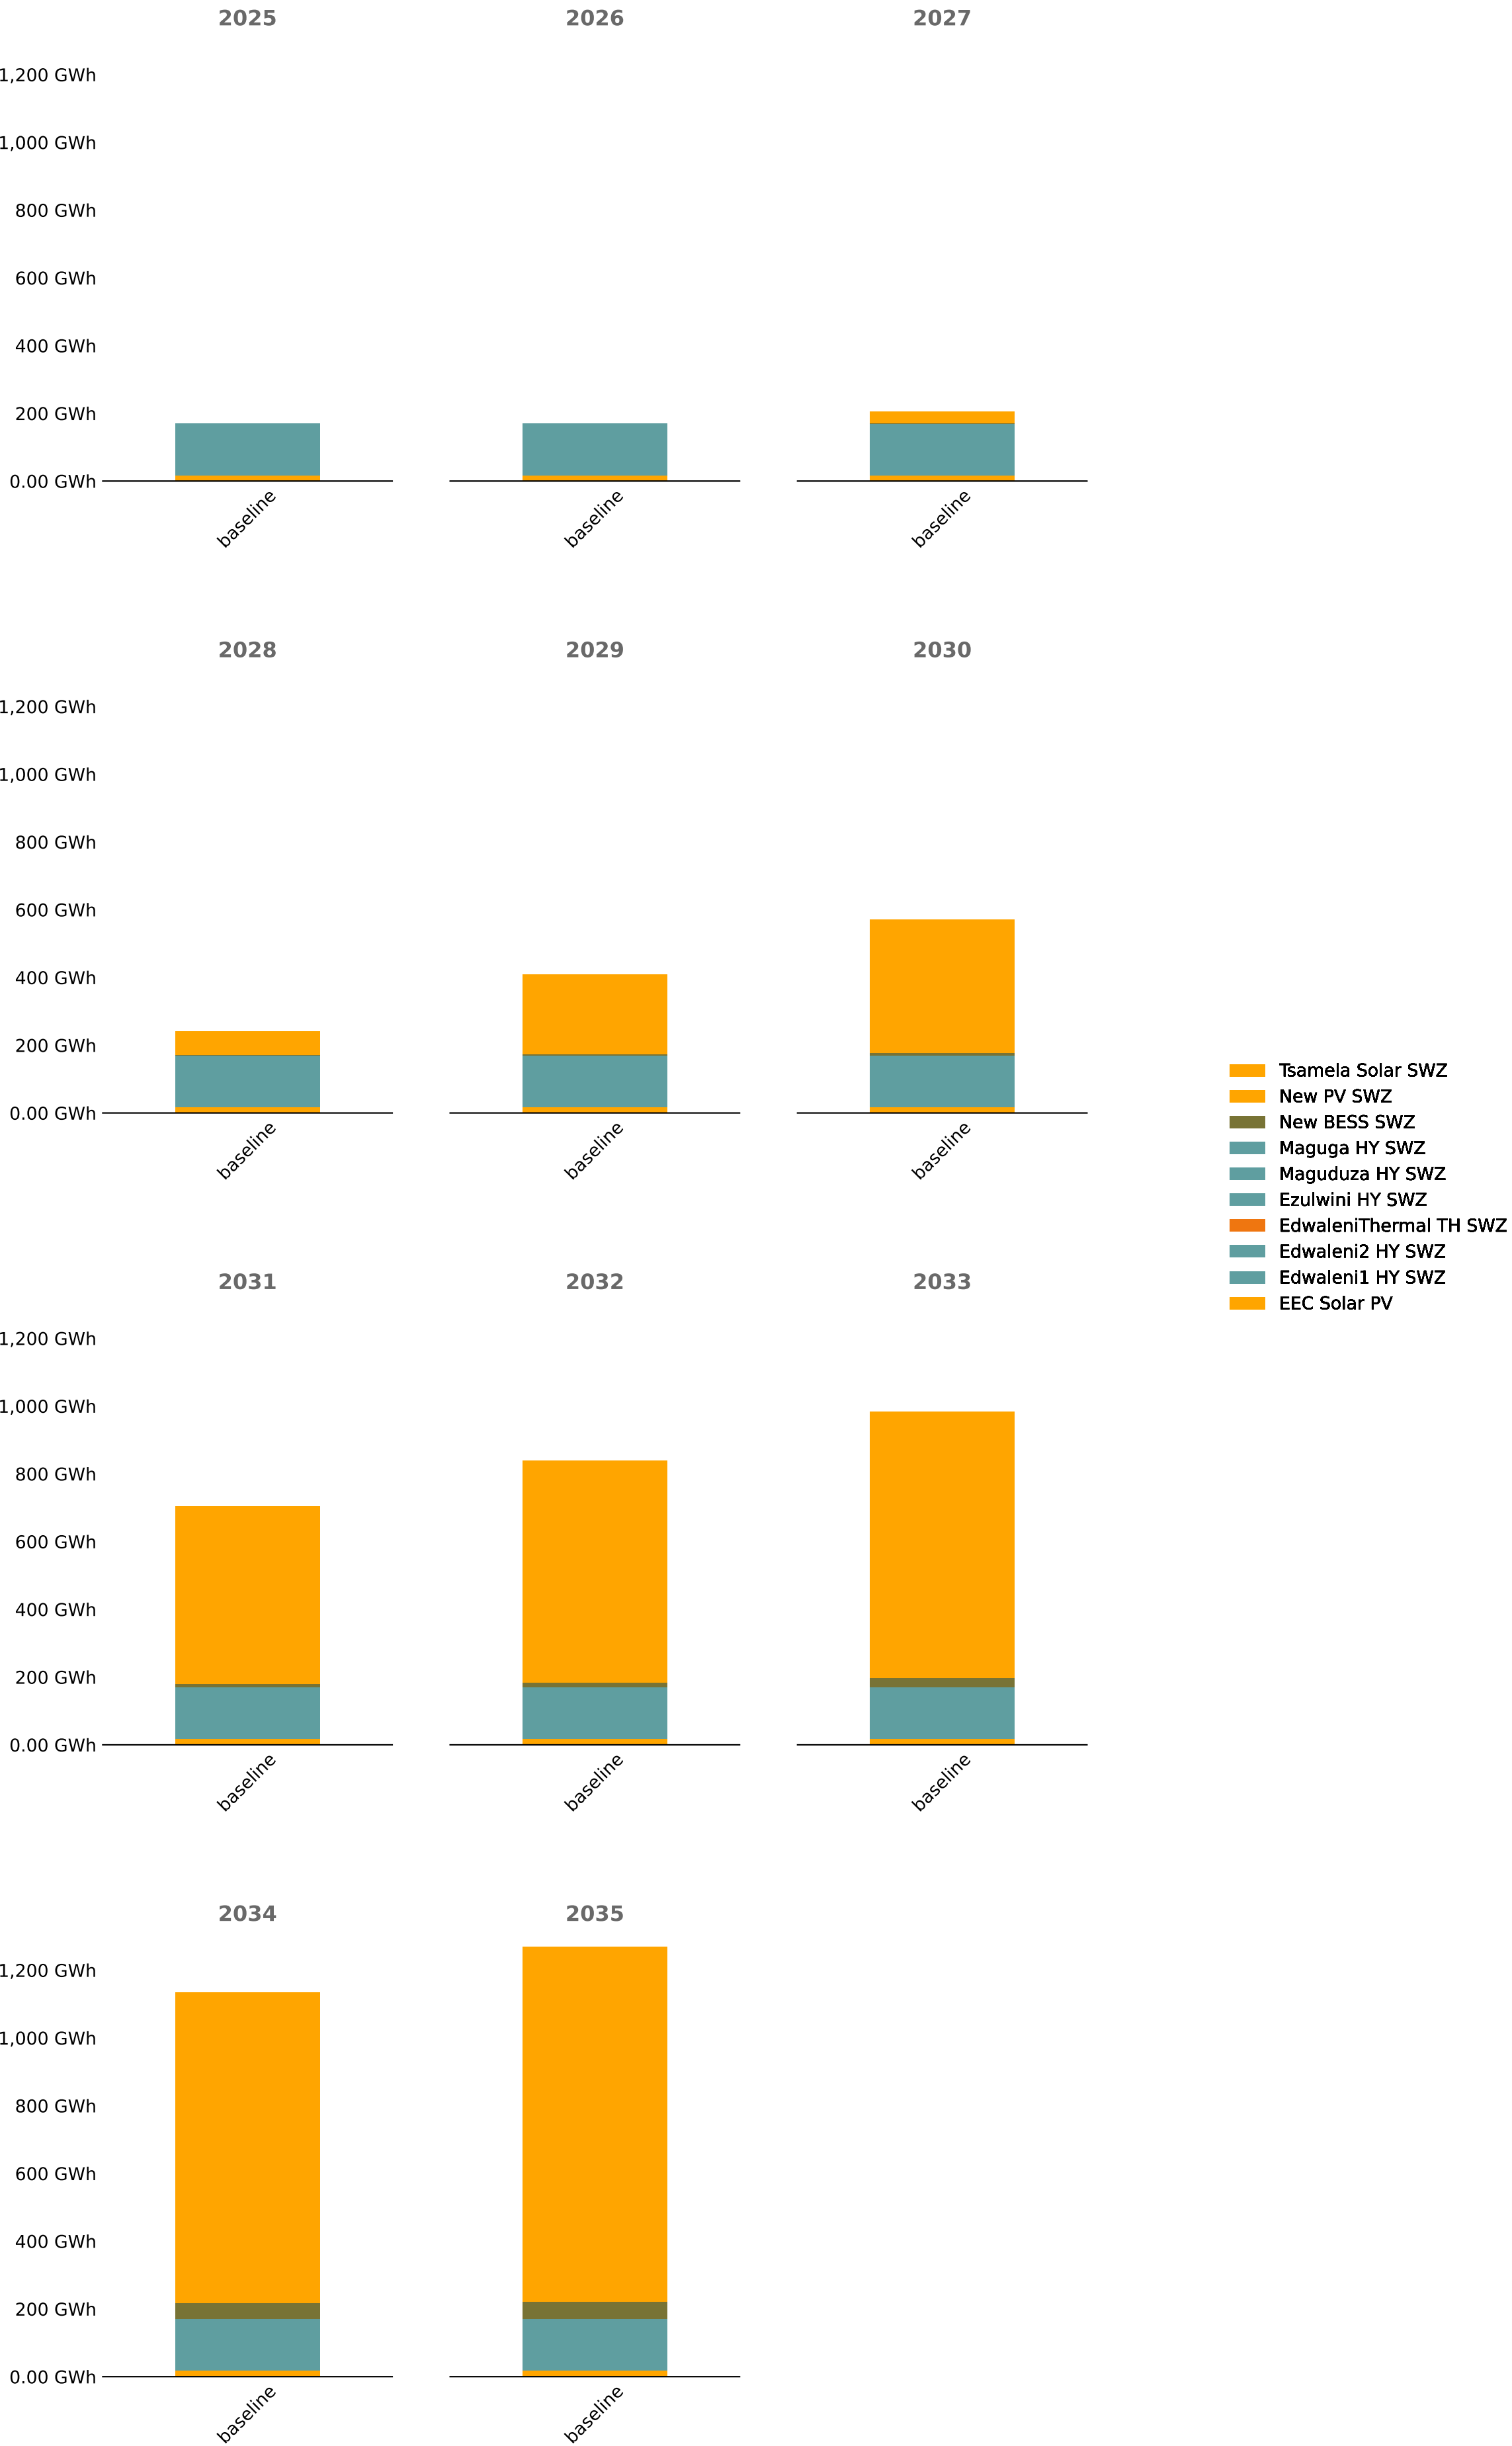 2025 2026 2027
1,200 GWh
1,000 GWh
800 GWh
600 GWh
400 GWh
200 GWh
0.00 GWh
baseline baseline baseline
2028 2029 2030
1,200 GWh
1,000 GWh
800 GWh
600 GWh
400 GWh
200 GWh
0.00 GWh
baseline baseline baseline
Tsamela Solar SWZ
New PV SWZ
New BESS SWZ
Maguga HY SWZ
Maguduza HY SWZ
Ezulwini HY SWZ
EdwaleniThermal TH SWZ
Edwaleni2 HY SWZ
Edwaleni1 HY SWZ
EEC Solar PV
2031 2032 2033
1,200 GWh
1,000 GWh
800 GWh
600 GWh
400 GWh
200 GWh
0.00 GWh
baseline baseline baseline
2034 2035
1,200 GWh
1,000 GWh
800 GWh
600 GWh
400 GWh
200 GWh
0.00 GWh
baseline baseline